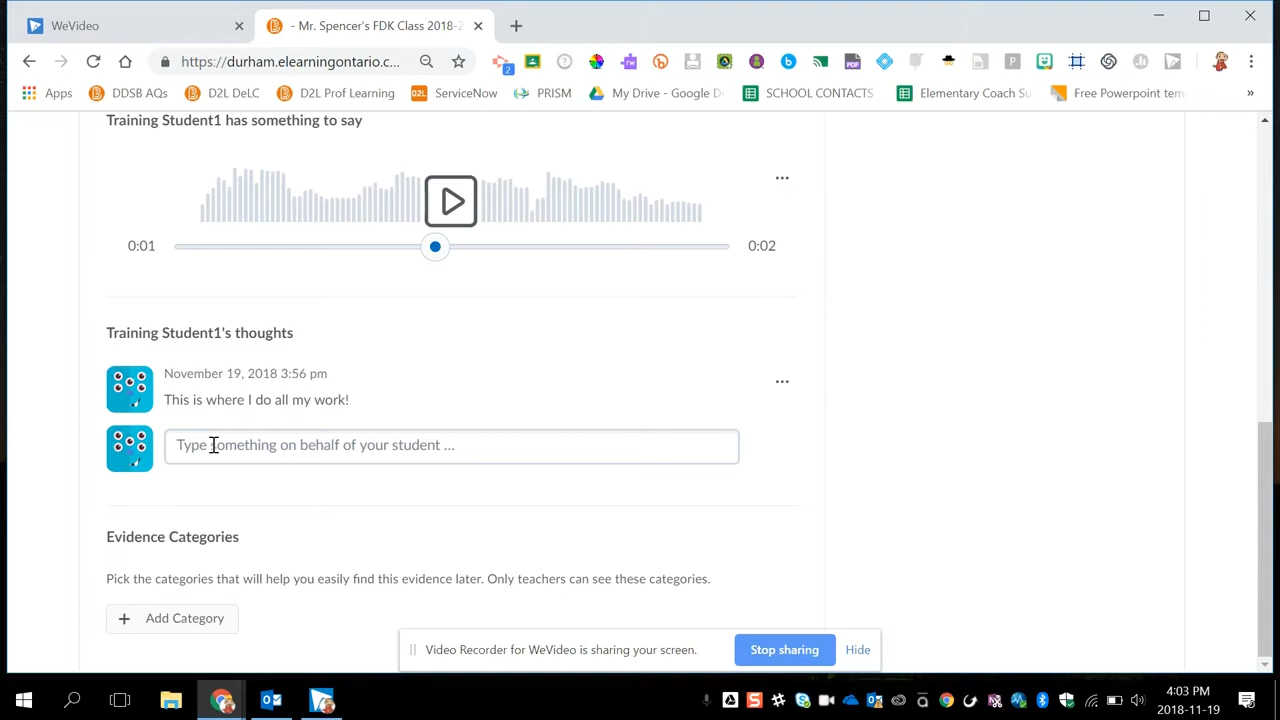 WeVideo
- Mr. Spencer's FDK Class 2018-2
https://durham.elearningontario.c...
2
Apps
DDSB AQs
D2L DeLC
D2L Prof Learning
ServiceNow
PRISM
My Drive - Google D
SCHOOL CONTACTS
Elementary Coach Su
Free Powerpoint tem
»
Training Student1 has something to say
0:01
0:02
Training Student1's thoughts
November 19, 2018 3:56 pm
This is where I do all my work!
Type something on behalf of your student ...
Evidence Categories
Pick the categories that will help you easily find this evidence later. Only teachers can see these categories.
+ Add Category
Video Recorder for WeVideo is sharing your screen.
Stop sharing
Hide
4:03 PM
2018-11-19